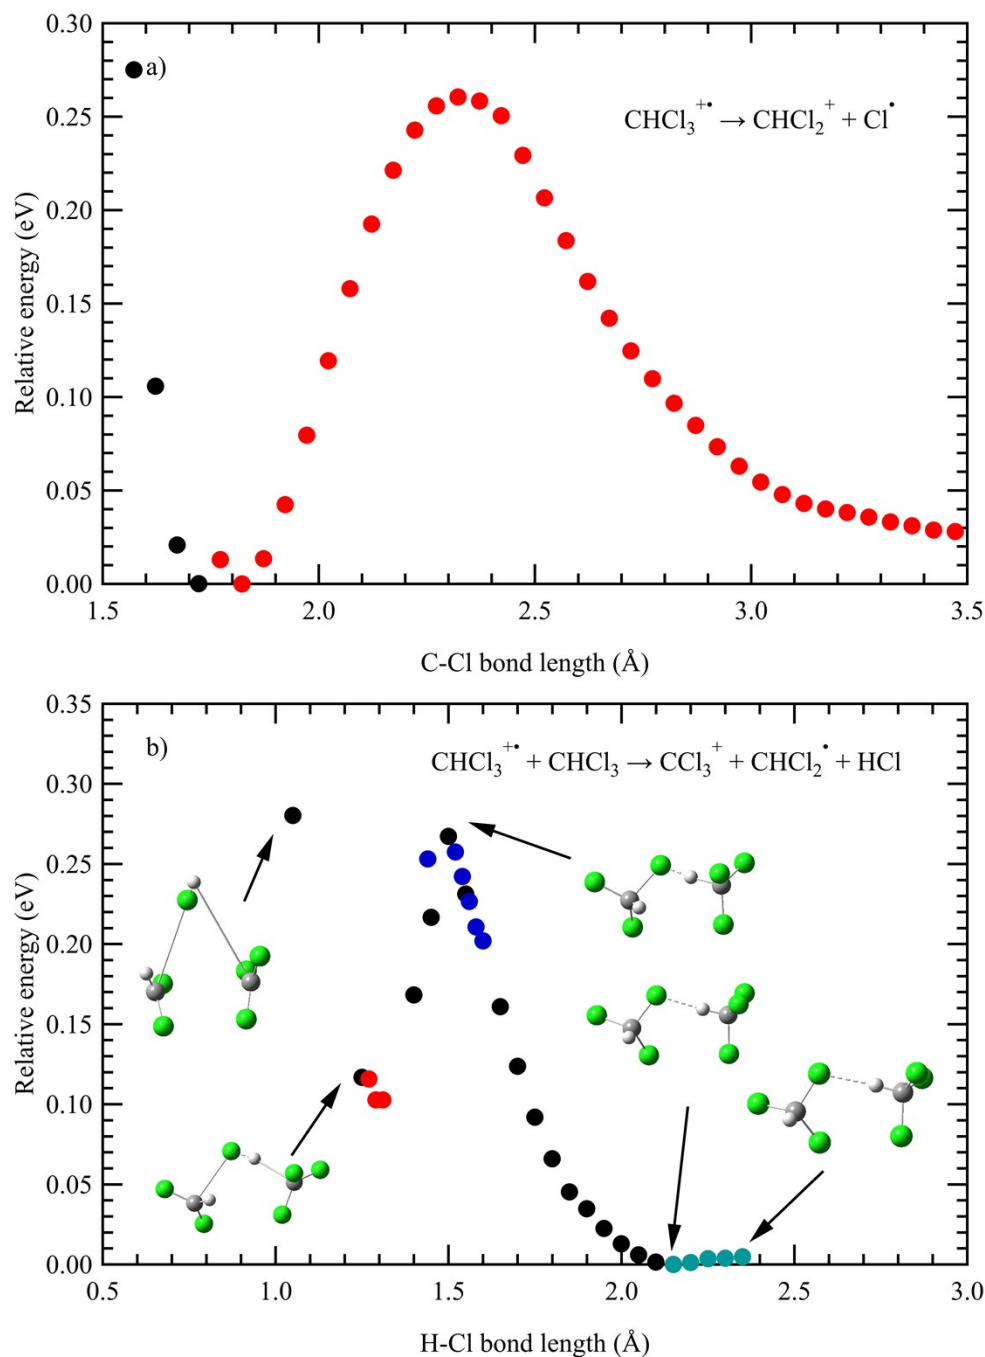 0.30
a)
CHCl₃⁺• → CHCl₂⁺ + Cl•
0.25
0.20
0.15
0.10
0.05
0.00
Relative energy (eV)
1.5 2.0 2.5 3.0 3.5
C-Cl bond length (Å)
0.35
b)
CHCl₃⁺• + CHCl₃ → CCl₃⁺ + CHCl₂• + HCl
0.30
0.25
0.20
0.15
0.10
0.05
0.00
Relative energy (eV)
0.5 1.0 1.5 2.0 2.5 3.0
H-Cl bond length (Å)